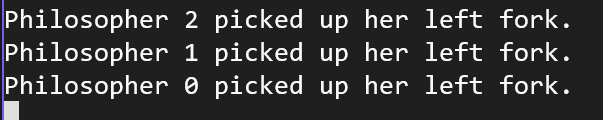 Philosopher 2 picked up her left fork.
Philosopher 1 picked up her left fork.
Philosopher 0 picked up her left fork.